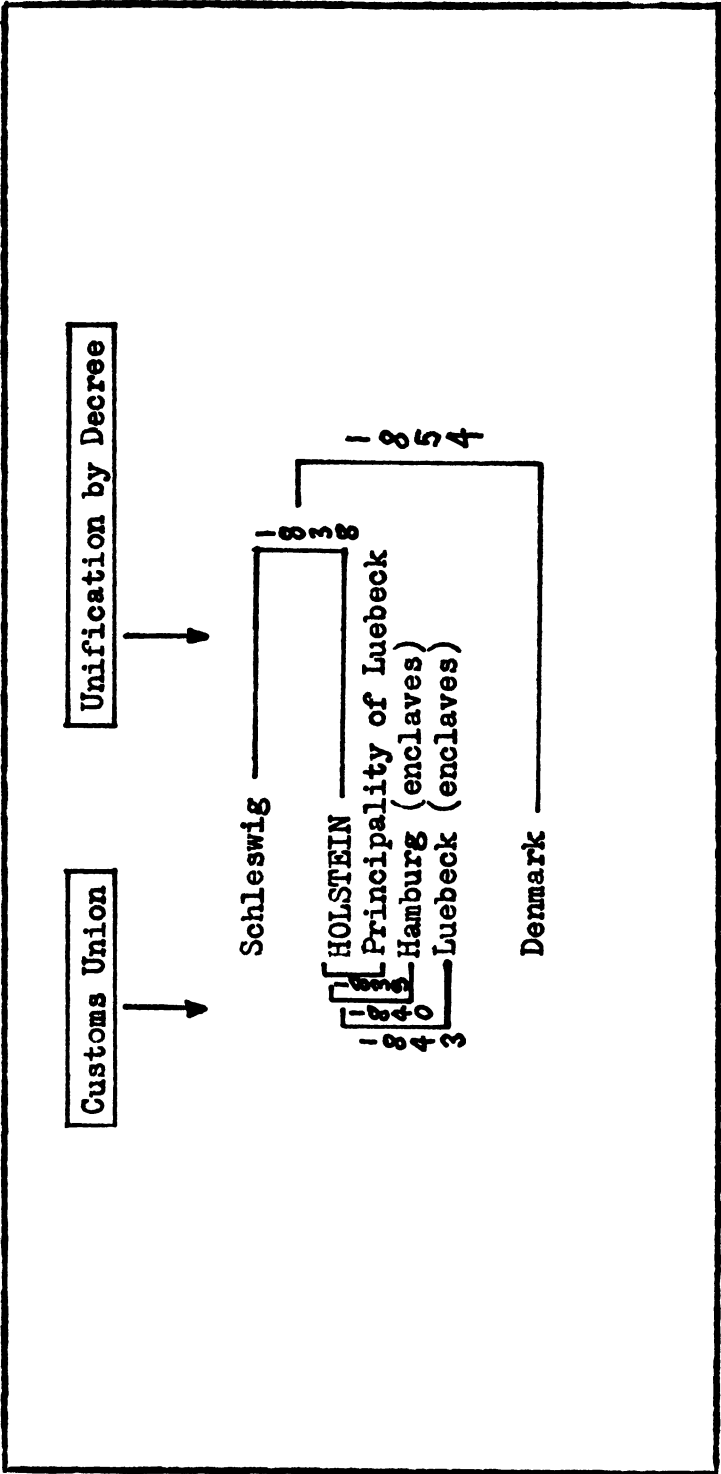 Customs Union
Unification by Decree
Schleswig
HOLSTEIN
Principality of Luebeck
Hamburg (enclaves)
Luebeck (enclaves)
Denmark
1839
1840
1843
1838
1854